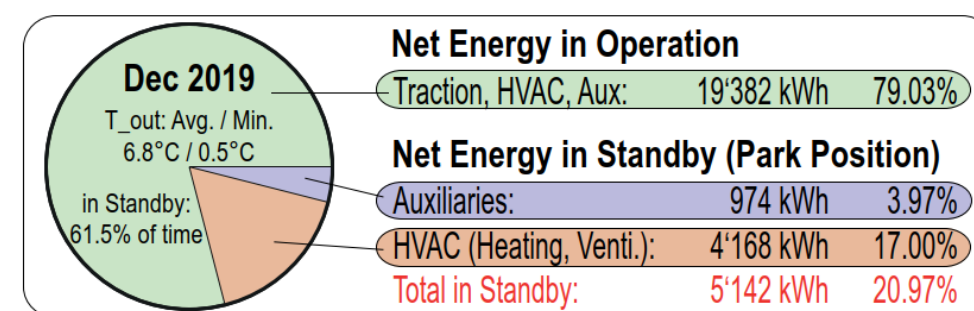 Dec 2019
T_out: Avg. / Min.
6.8°C / 0.5°C
in Standby:
61.5% of time
Net Energy in Operation
Traction, HVAC, Aux: 19‘382 kWh 79.03%
Net Energy in Standby (Park Position)
Auxiliaries: 974 kWh 3.97%
HVAC (Heating, Venti.): 4‘168 kWh 17.00%
Total in Standby: 5‘142 kWh 20.97%